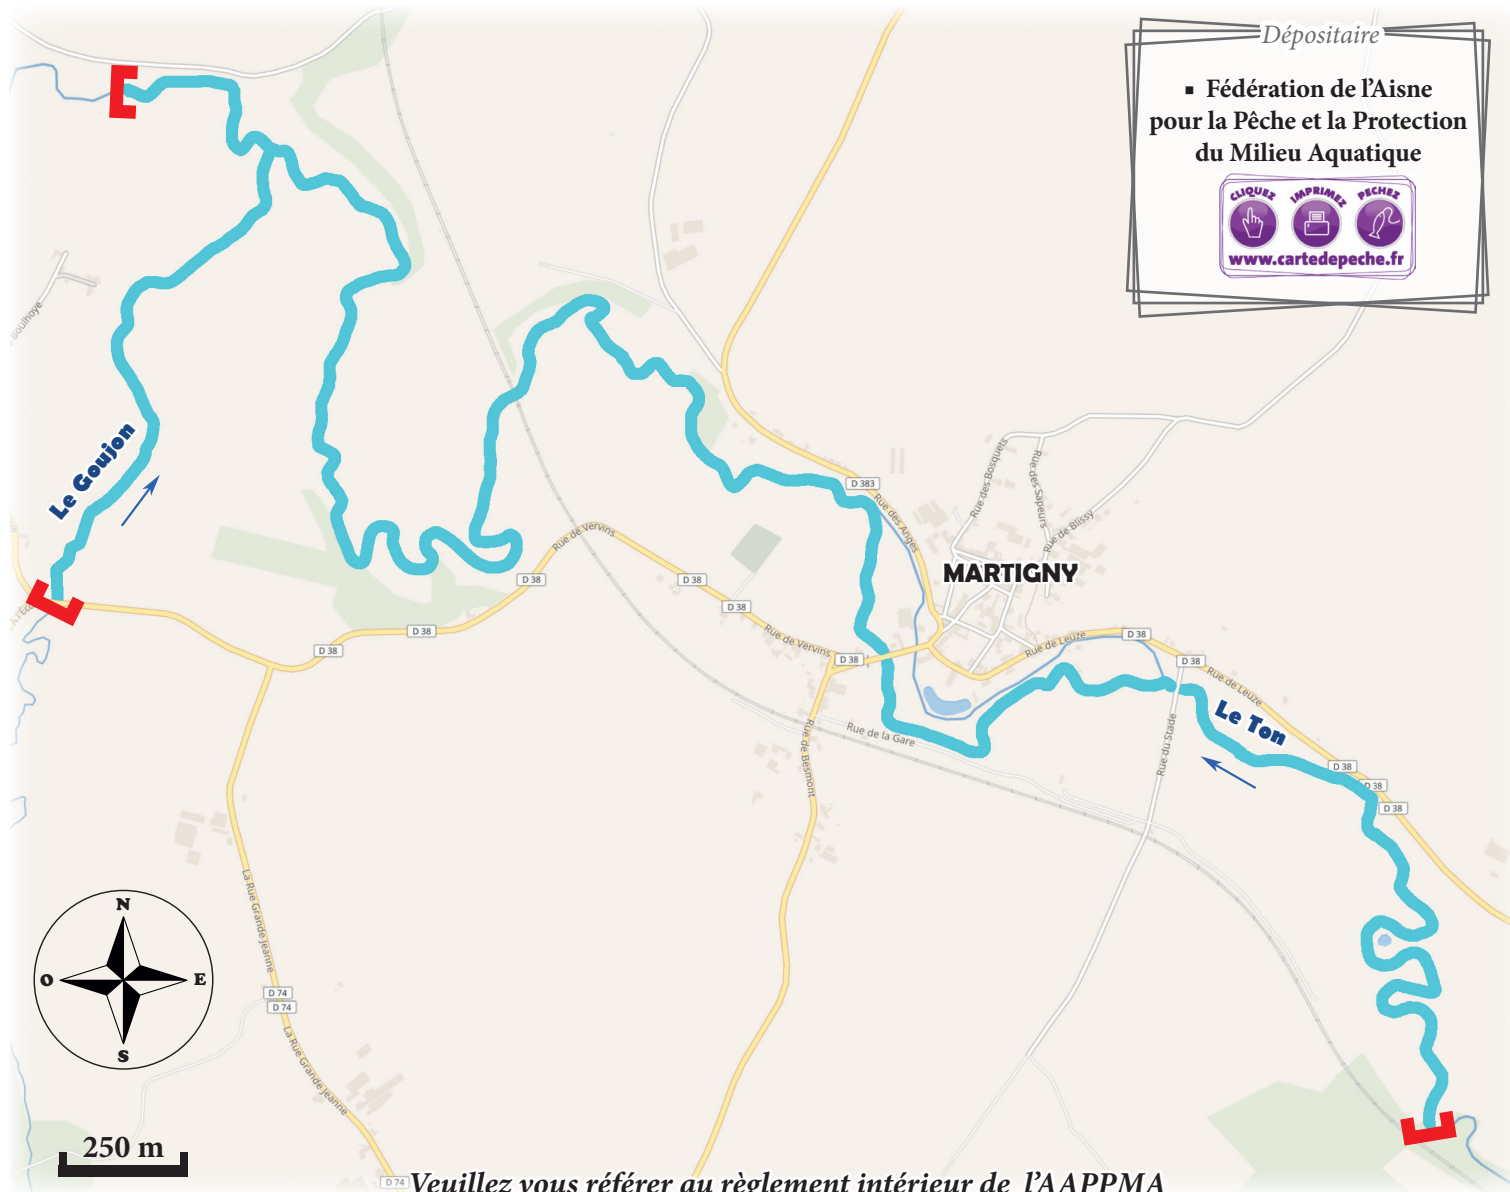 Dépositaire
▪ Fédération de l'Aisne
pour la Pêche et la Protection
du Milieu Aquatique
CLIQUEZ IMPRIMEZ PECHEZ
www.cartedepeche.fr
Boulhoye
Le Goujon
D 383
Rue des Anges
Rue des Bosquets
Rue des Sapeurs
Rue de Blissy
MARTIGNY
Rue de Vervins
D 38
D 38
D 38
D 38
D 38
Rue de Vervins
D 38
Rue de Leuze
D 38
D 38
Rue de Leuze
Le Ton
Rue de la Gare
Rue de Besmont
Rue du Stade
D 38
D 38
D 38
La Rue Grande Jeanne
D 74
D 74
La Rue Grande Jeanne
D 74
N
O
E
S
250 m
Veuillez vous référer au règlement intérieur de l'AAPPMA